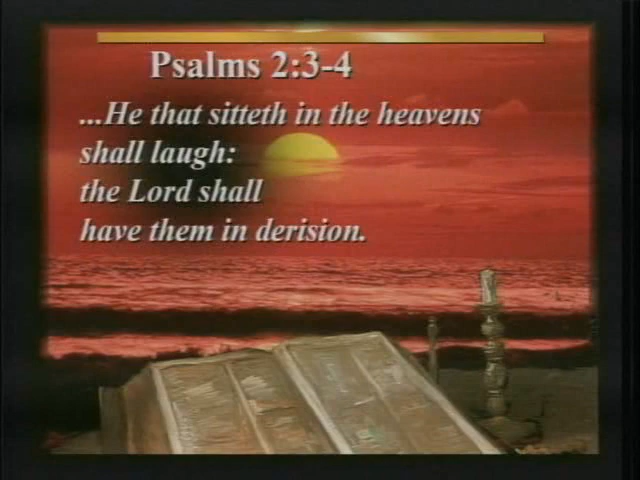 Psalms 2:3-4
...He that sitteth in the heavens
shall laugh:
the Lord shall
have them in derision.